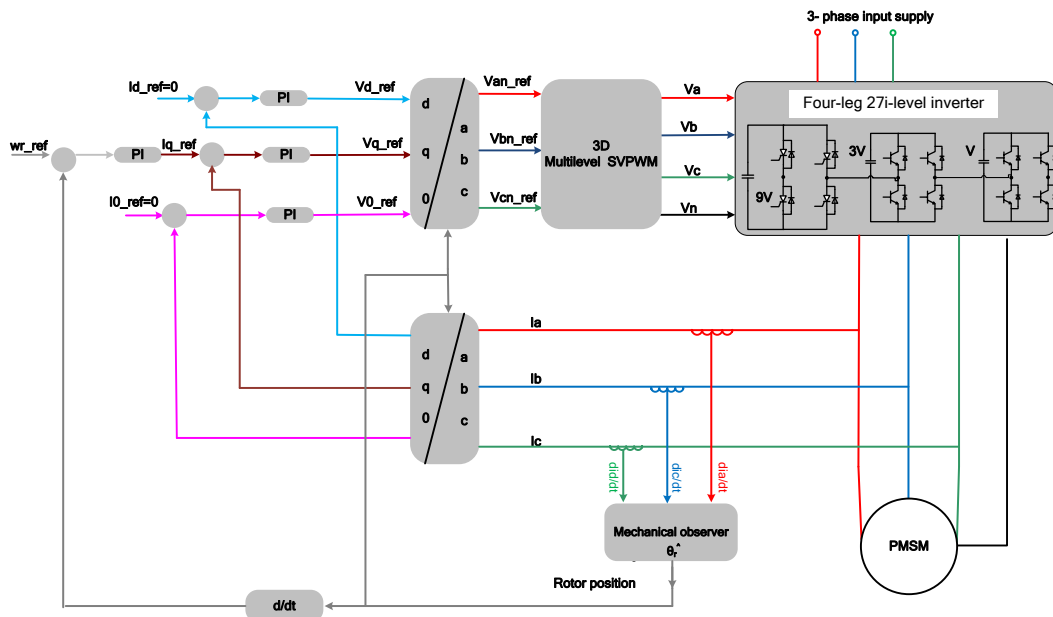 3- phase input supply
Id_ref=0
PI
Vd_ref
Van_ref
Va
Four-leg 27i-level inverter
wr_ref
PI
Iq_ref
PI
Vq_ref
d
q
0
a
b
c
Vbn_ref
3D
Multilevel SVPWM
Vb
9V
3V
V
I0_ref=0
PI
V0_ref
Vcn_ref
Vc
Vn
d
q
0
a
b
c
Ia
Ib
Ic
did/dt
dic/dt
dia/dt
Mechanical observer
θr^
PMSM
Rotor position
d/dt